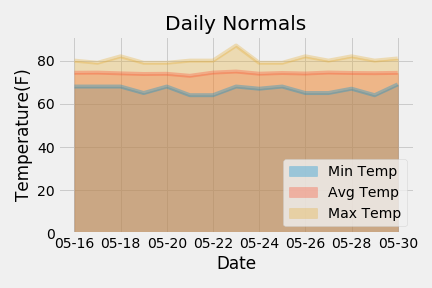 Daily Normals
Temperature(F)
80
60
40
20
0
Min Temp
Avg Temp
Max Temp
05-16 05-18 05-20 05-22 05-24 05-26 05-28 05-30
Date